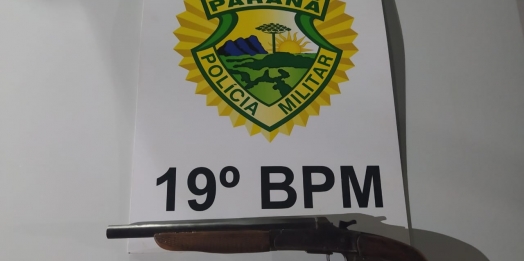 PARANÁ
POLÍCIA MILITAR
19º BPM